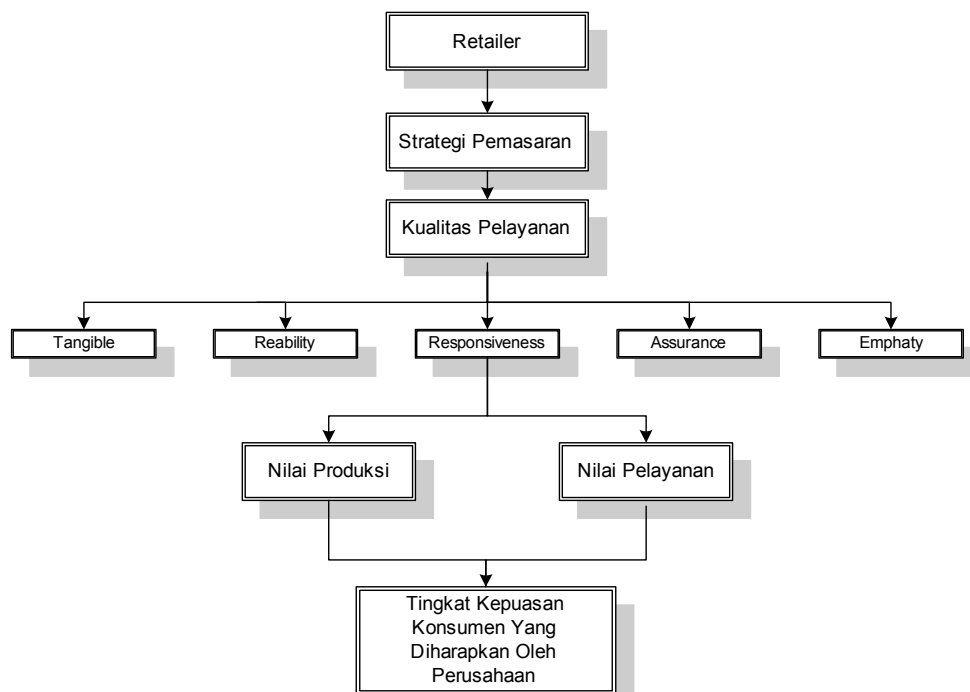 Retailer
Strategi Pemasaran
Kualitas Pelayanan
Tangible
Reability
Responsiveness
Assurance
Emphaty
Nilai Produksi
Nilai Pelayanan
Tingkat Kepuasan
Konsumen Yang
Diharapkan Oleh
Perusahaan